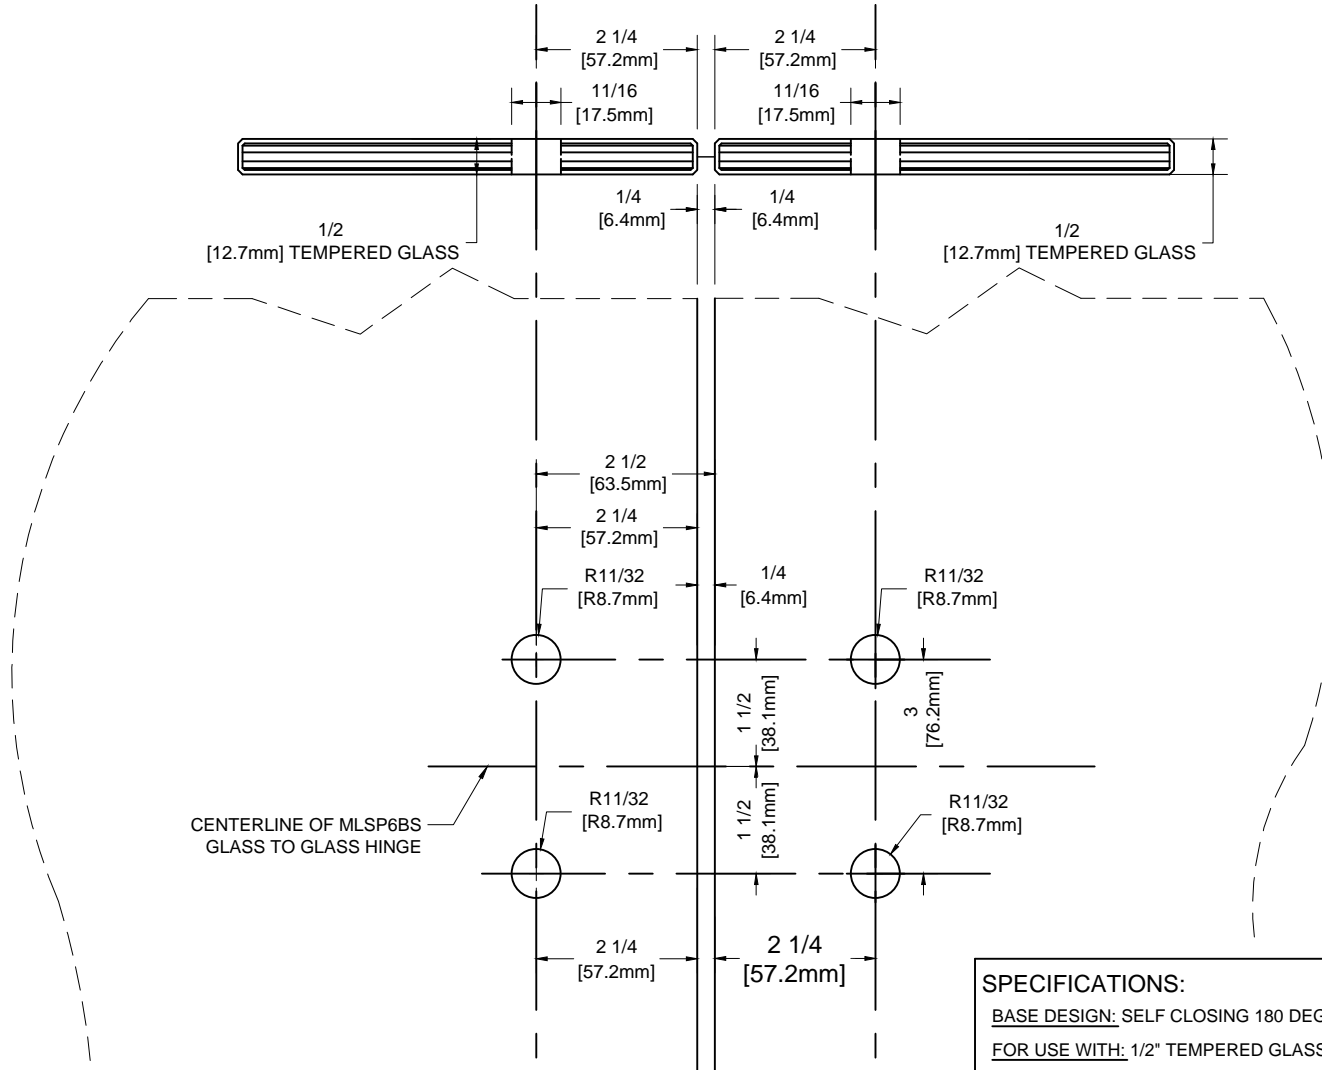 2 1/4
[57.2mm]
2 1/4
[57.2mm]
11/16
[17.5mm]
11/16
[17.5mm]
1/4
[6.4mm]
1/4
[6.4mm]
1/2
[12.7mm] TEMPERED GLASS
1/2
[12.7mm] TEMPERED GLASS
2 1/2
[63.5mm]
2 1/4
[57.2mm]
R11/32
[R8.7mm]
1/4
[6.4mm]
R11/32
[R8.7mm]
1 1/2
[38.1mm]
3
[76.2mm]
CENTERLINE OF MLSP6BS
GLASS TO GLASS HINGE
R11/32
[R8.7mm]
1 1/2
[38.1mm]
R11/32
[R8.7mm]
2 1/4
[57.2mm]
2 1/4
[57.2mm]
SPECIFICATIONS:
BASE DESIGN: SELF CLOSING 180 DEG
FOR USE WITH: 1/2" TEMPERED GLASS